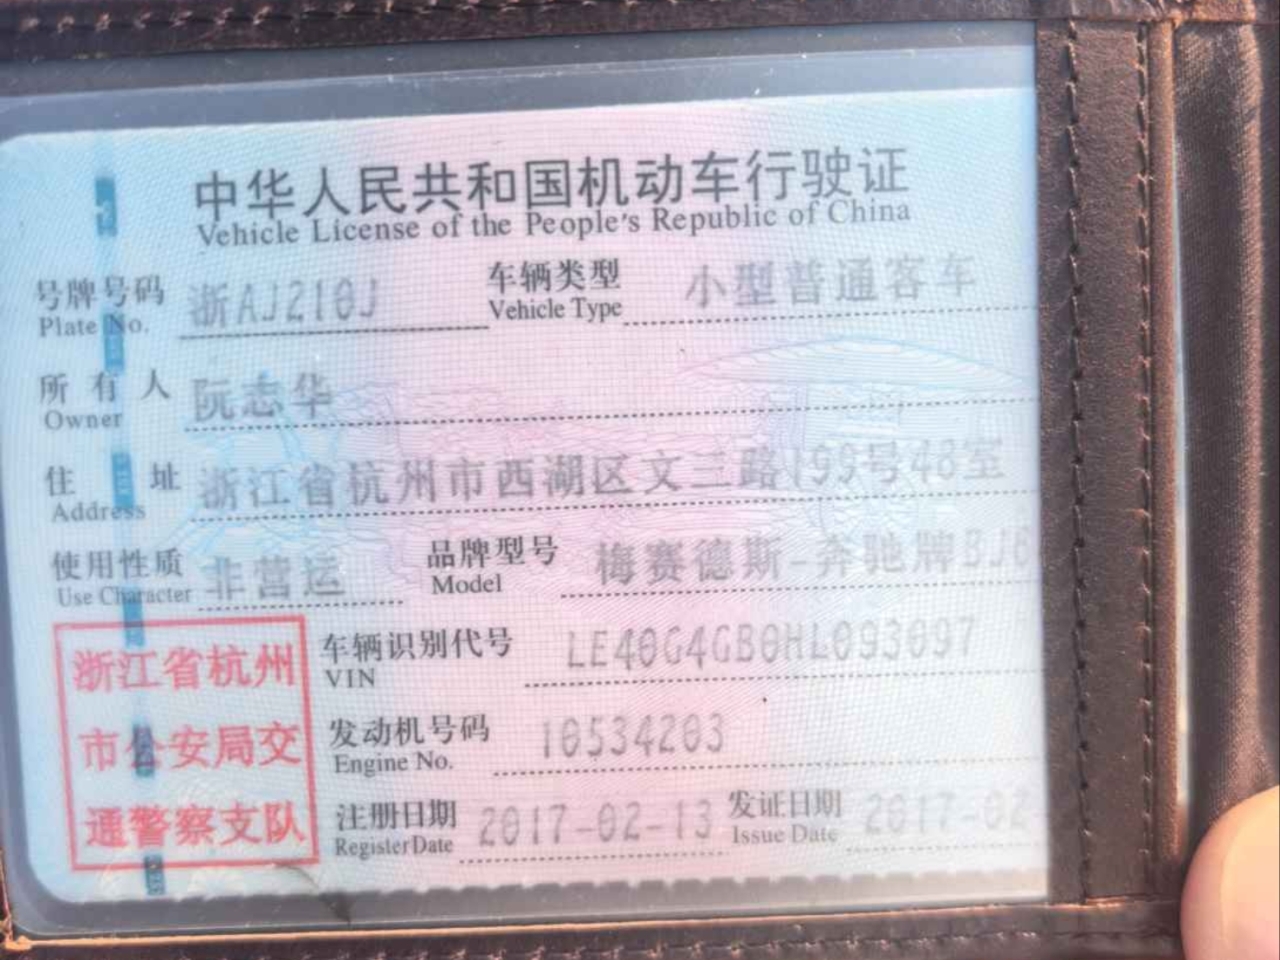 中华人民共和国机动车行驶证
Vehicle License of the People's Republic of China
号牌号码 浙AJ210J 车辆类型 小型普通客车
Plate No. Vehicle Type
所有人 阮志华
Owner
住址 浙江省杭州市西湖区文三路199号48室
Address
使用性质 非营运 品牌型号 梅赛德斯-奔驰牌BJ6
Use Character Model
浙江省杭州
市公安局交
通警察支队
车辆识别代号 LE40G4GB0HL093097
VIN
发动机号码 10534203
Engine No.
注册日期 2017-02-13 发证日期 2017-02-
Register Date Issue Date